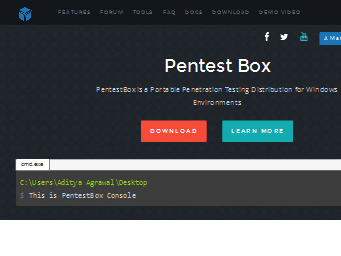 FEATURES FORUM TOOLS FAQ DOCS DOWNLOAD DEMO VIDEO
Pentest Box
PentestBox is a Portable Penetration Testing Distribution for Windows
Environments
DOWNLOAD LEARN MORE
cmd.exe
C:\Users\Aditya Agrawal\Desktop
$ This is PentestBox Console